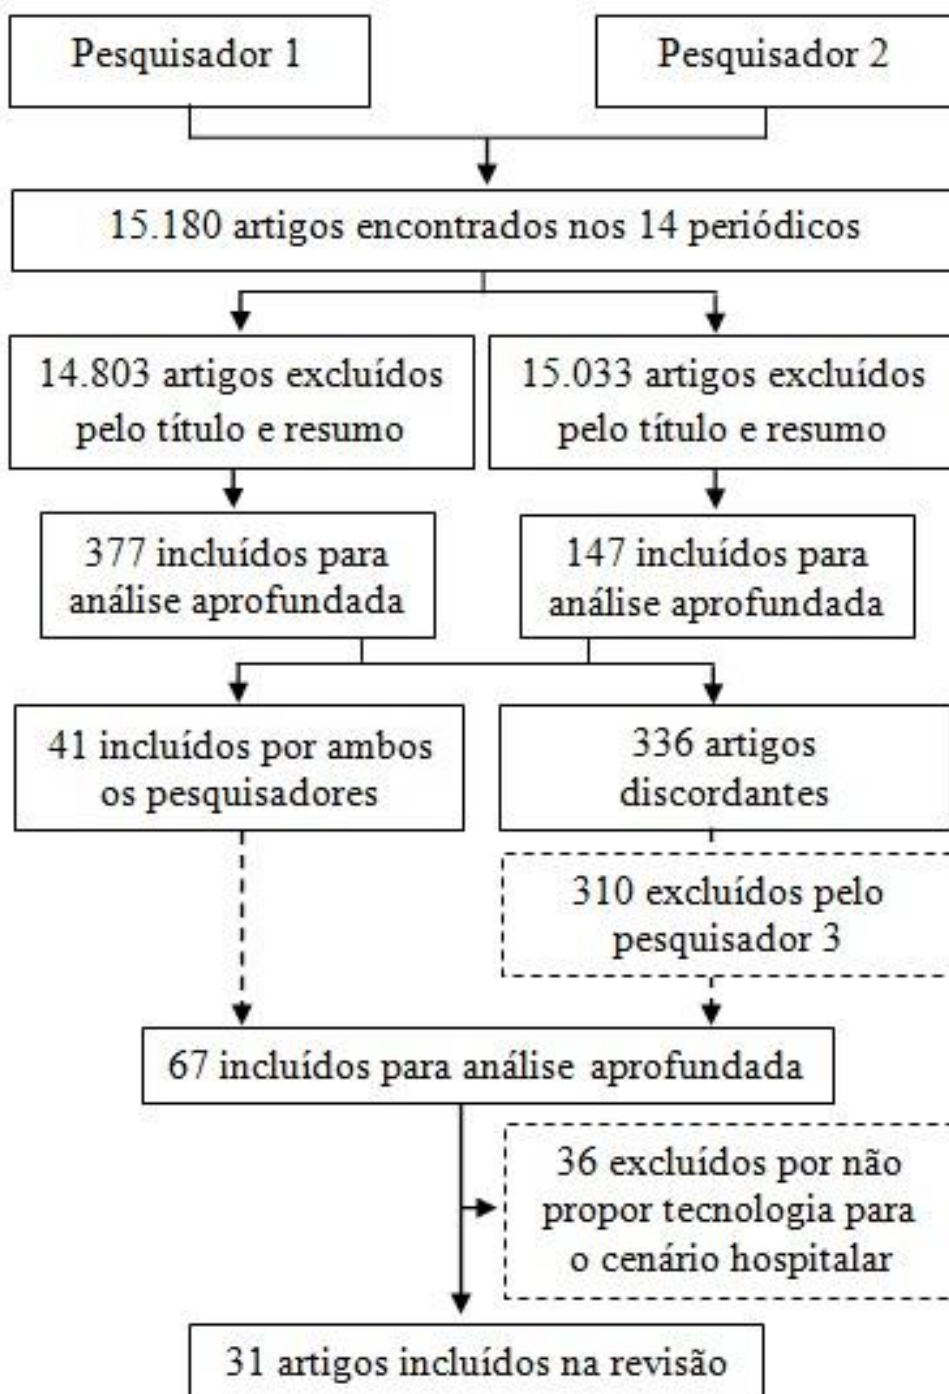 Pesquisador 1
Pesquisador 2
15.180 artigos encontrados nos 14 periódicos
14.803 artigos excluídos
pelo título e resumo
15.033 artigos excluídos
pelo título e resumo
377 incluídos para
análise aprofundada
147 incluídos para
análise aprofundada
41 incluídos por ambos
os pesquisadores
336 artigos
discordantes
310 excluídos pelo
pesquisador 3
67 incluídos para análise aprofundada
36 excluídos por não
propor tecnologia para
o cenário hospitalar
31 artigos incluídos na revisão